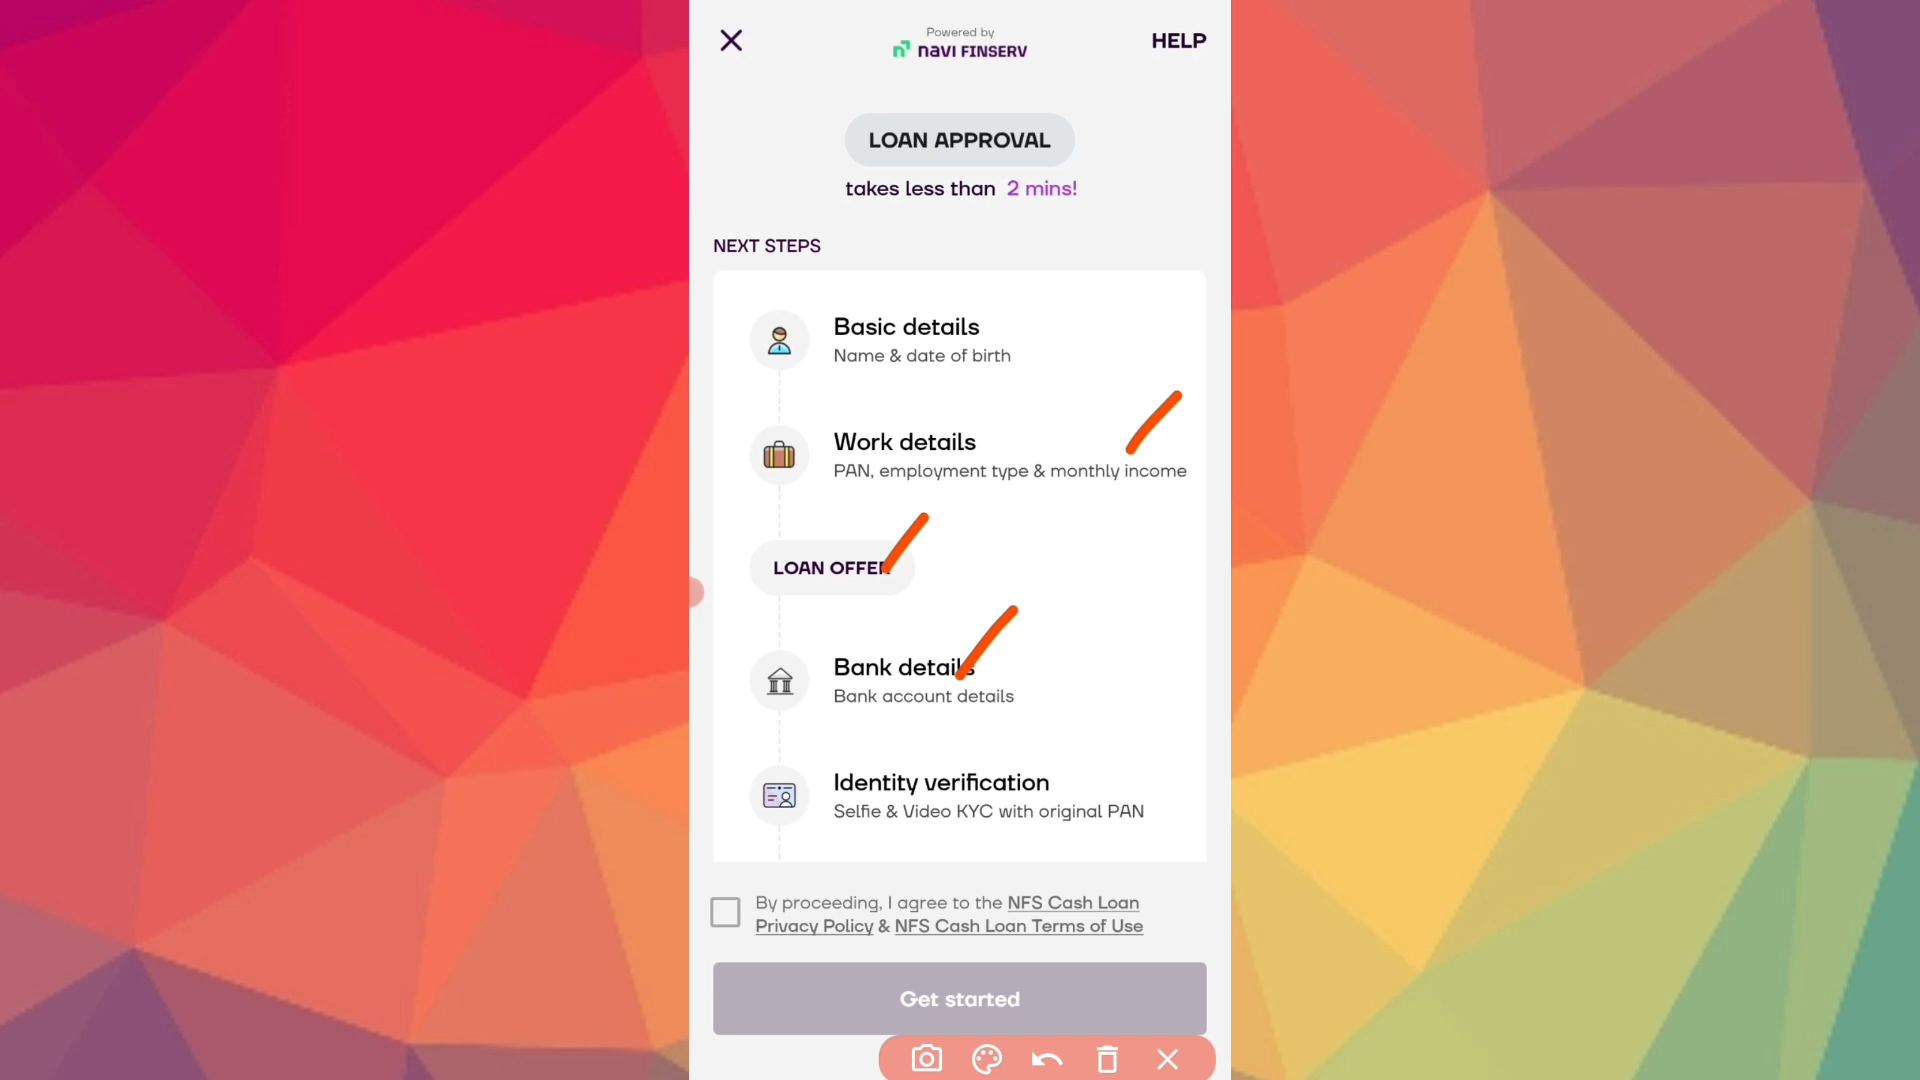 Powered by
navi FINSERV
HELP
LOAN APPROVAL
takes less than 2 mins!
NEXT STEPS
Basic details
Name & date of birth
Work details
PAN, employment type & monthly income
LOAN OFFER
Bank details
Bank account details
Identity verification
Selfie & Video KYC with original PAN
By proceeding, I agree to the NFS Cash Loan
Privacy Policy & NFS Cash Loan Terms of Use
Get started